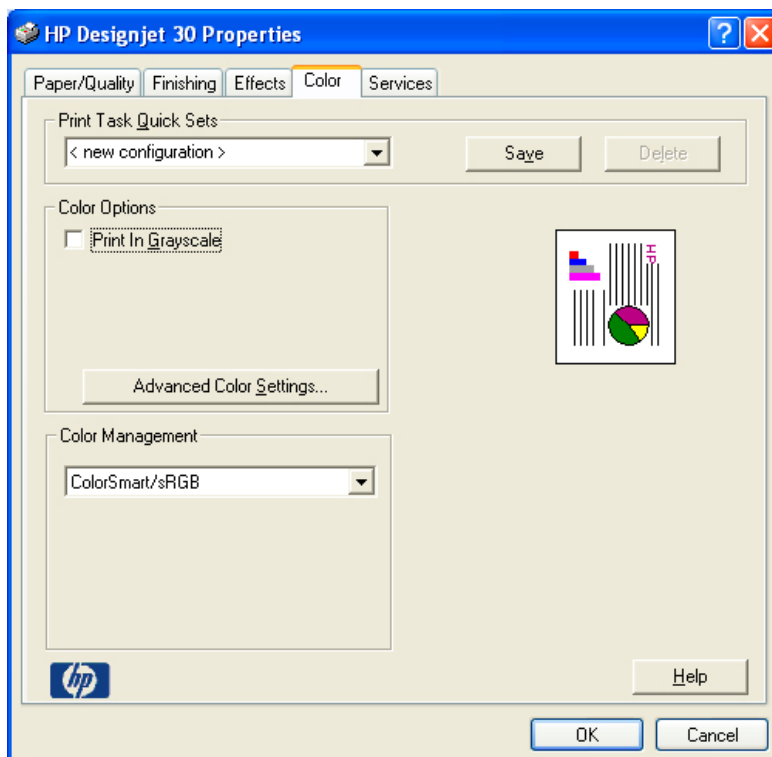 HP Designjet 30 Properties
Paper/Quality Finishing Effects Color Services
Print Task Quick Sets
< new configuration > Save Delete
Color Options
Print In Grayscale
HP
Advanced Color Settings...
Color Management
ColorSmart/sRGB
hp
Help
OK Cancel